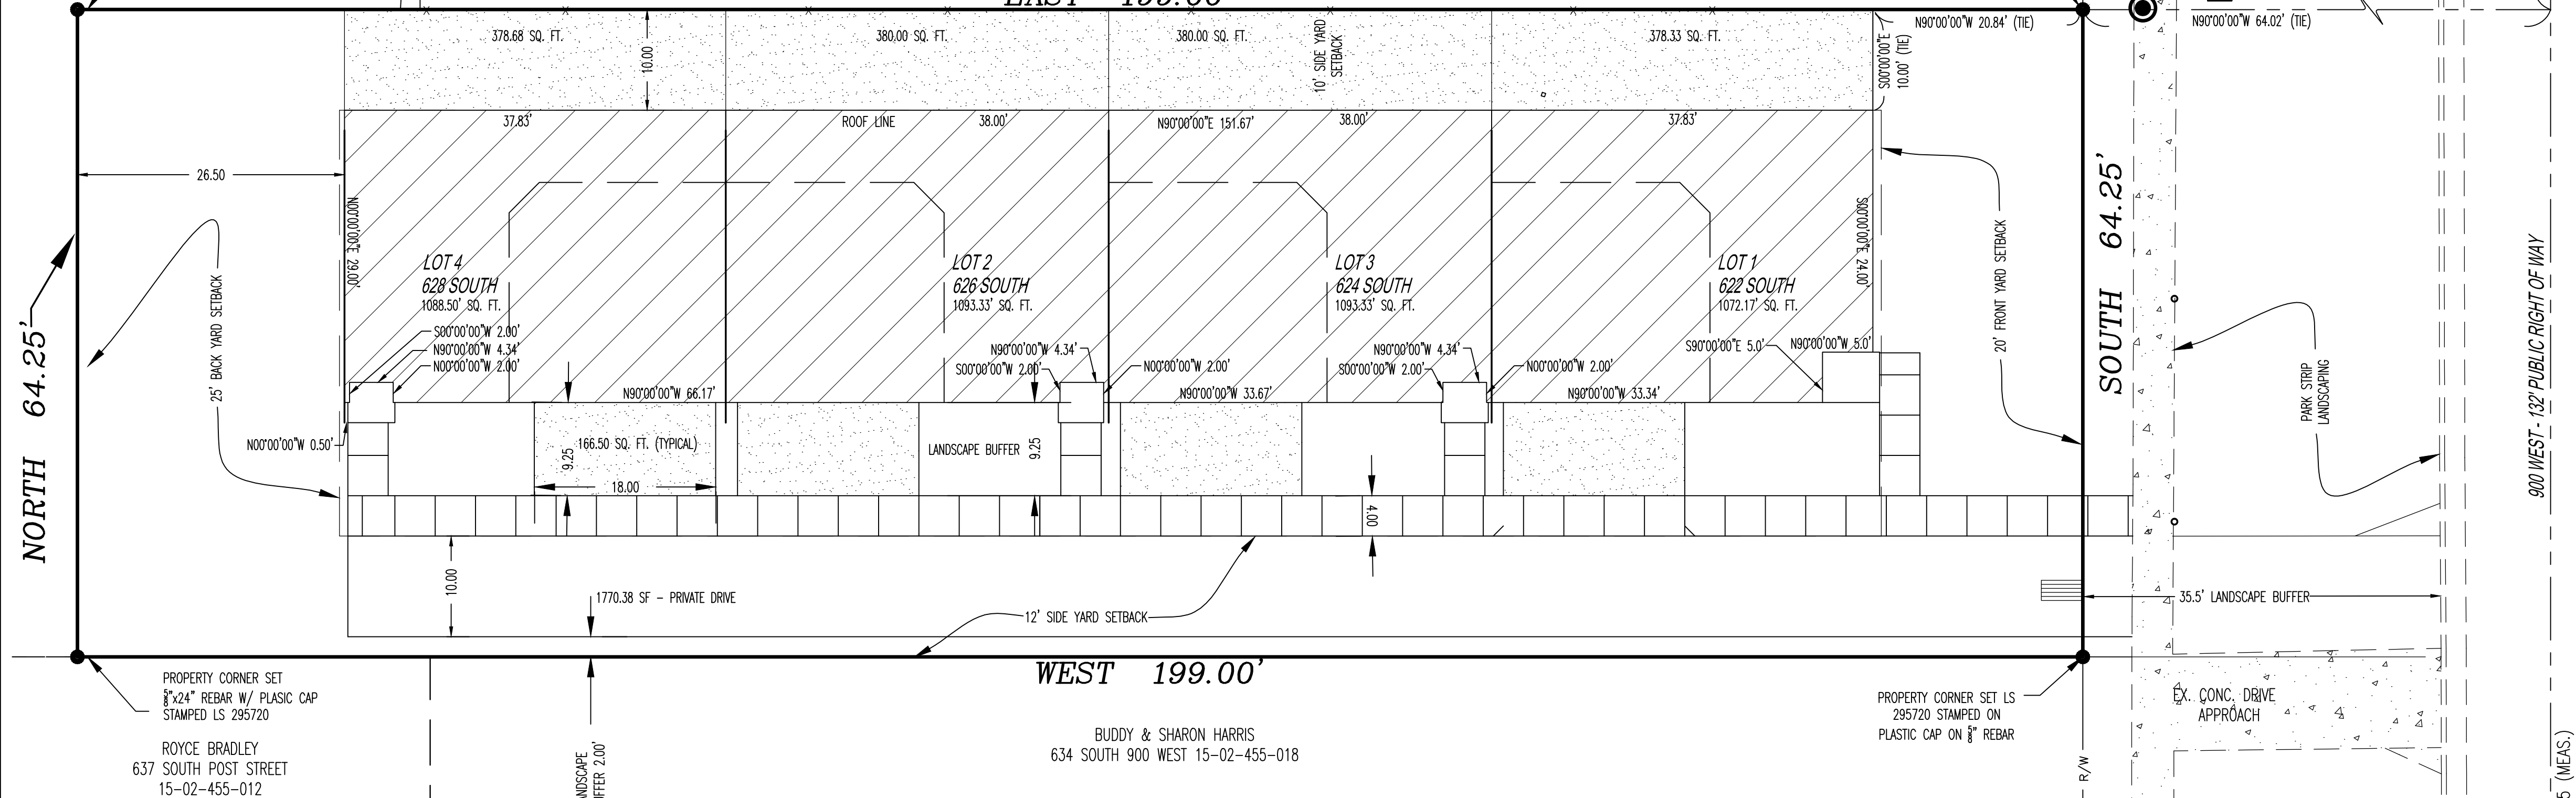 EAST 199.00'
N90°00'00"W 20.84' (TIE)
N90°00'00"W 64.02' (TIE)
378.68 SQ. FT.
380.00 SQ. FT.
380.00 SQ. FT.
378.33 SQ. FT.
10.00
10' SIDE YARD
SETBACK
S00°00'00"E
10.00' (TIE)
37.83'
ROOF LINE
38.00'
N90°00'00"E 151.67'
38.00'
37.83'
26.50
N00°00'00"E 29.00'
S00°00'00"E 24.00'
LOT 4
628 SOUTH
1088.50' SQ. FT.
LOT 2
626 SOUTH
1093.33' SQ. FT.
LOT 3
624 SOUTH
1093.33' SQ. FT.
LOT 1
622 SOUTH
1072.17' SQ. FT.
NORTH 64.25'
25' BACK YARD SETBACK
20' FRONT YARD SETBACK
SOUTH 64.25'
PARK STRIP
LANDSCAPING
900 WEST - 132' PUBLIC RIGHT OF WAY
S00°00'00"W 2.00'
N90°00'00"W 4.34'
N00°00'00"W 2.00'
N90°00'00"W 4.34'
S00°00'00"W 2.00'
N00°00'00"W 2.00'
N90°00'00"W 4.34'
S00°00'00"W 2.00'
N00°00'00"W 2.00'
S90°00'00"E 5.0'
N90°00'00"W 5.0'
N90°00'00"W 66.17'
N90°00'00"W 33.67'
N90°00'00"W 33.34'
N00°00'00"W 0.50'
166.50 SQ. FT. (TYPICAL)
9.25
18.00
LANDSCAPE BUFFER
9.25
4.00
10.00
1770.38 SF - PRIVATE DRIVE
12' SIDE YARD SETBACK
35.5' LANDSCAPE BUFFER
WEST 199.00'
PROPERTY CORNER SET
5/8"x24" REBAR W/ PLASIC CAP
STAMPED LS 295720
ROYCE BRADLEY
637 SOUTH POST STREET
15-02-455-012
BUFFER 2.00'
BUDDY & SHARON HARRIS
634 SOUTH 900 WEST 15-02-455-018
PROPERTY CORNER SET LS
295720 STAMPED ON
PLASTIC CAP ON 5/8" REBAR
EX. CONC. DRIVE
APPROACH
R/W
(MEAS.)